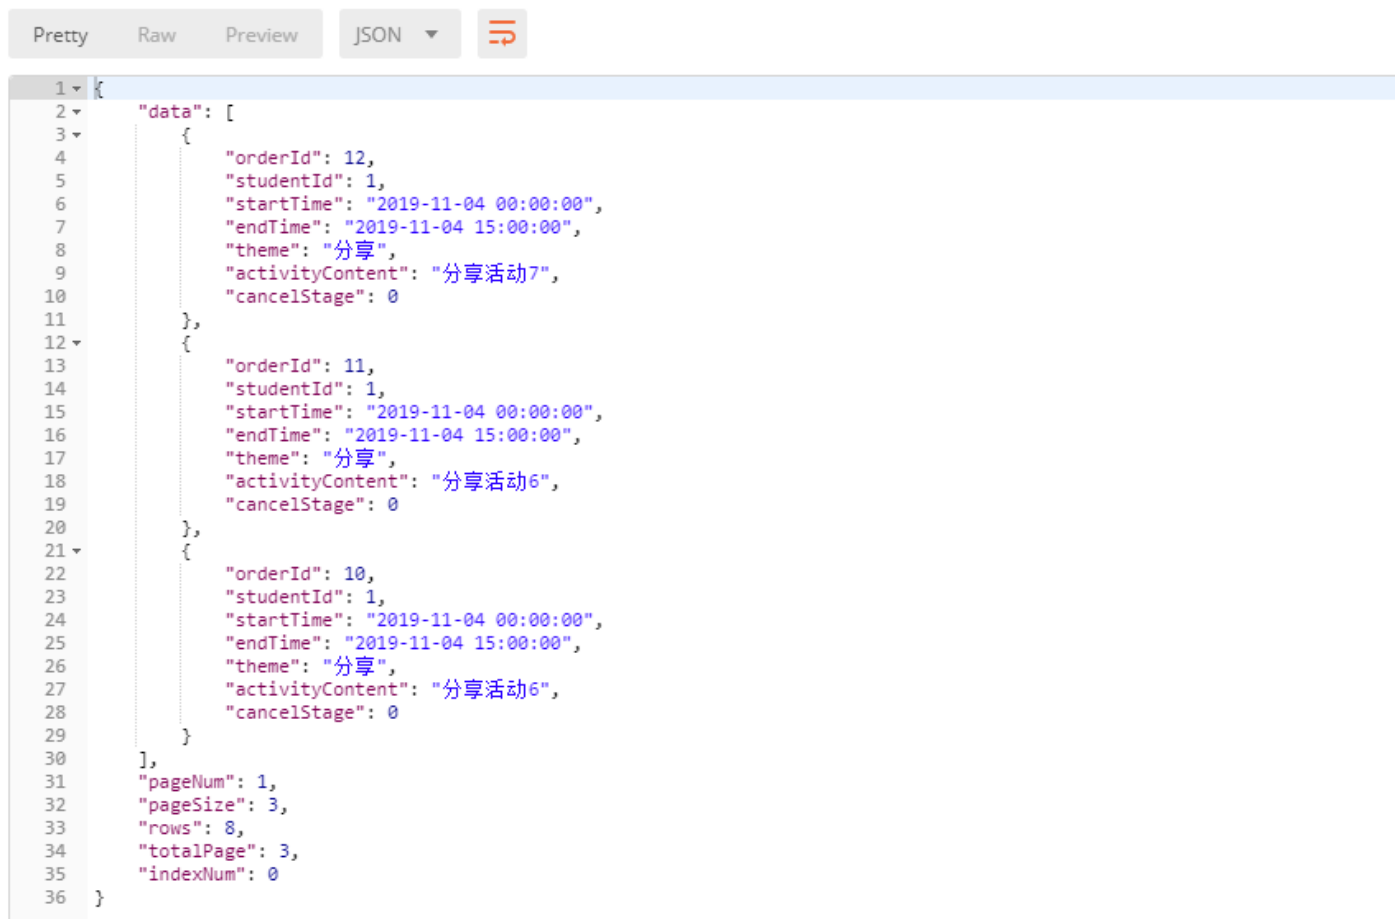 Pretty Raw Preview JSON
1 {
2 "data": [
3 {
4 "orderId": 12,
5 "studentId": 1,
6 "startTime": "2019-11-04 00:00:00",
7 "endTime": "2019-11-04 15:00:00",
8 "theme": "分享",
9 "activityContent": "分享活动7",
10 "cancelStage": 0
11 },
12 {
13 "orderId": 11,
14 "studentId": 1,
15 "startTime": "2019-11-04 00:00:00",
16 "endTime": "2019-11-04 15:00:00",
17 "theme": "分享",
18 "activityContent": "分享活动6",
19 "cancelStage": 0
20 },
21 {
22 "orderId": 10,
23 "studentId": 1,
24 "startTime": "2019-11-04 00:00:00",
25 "endTime": "2019-11-04 15:00:00",
26 "theme": "分享",
27 "activityContent": "分享活动6",
28 "cancelStage": 0
29 }
30 ],
31 "pageNum": 1,
32 "pageSize": 3,
33 "rows": 8,
34 "totalPage": 3,
35 "indexNum": 0
36 }